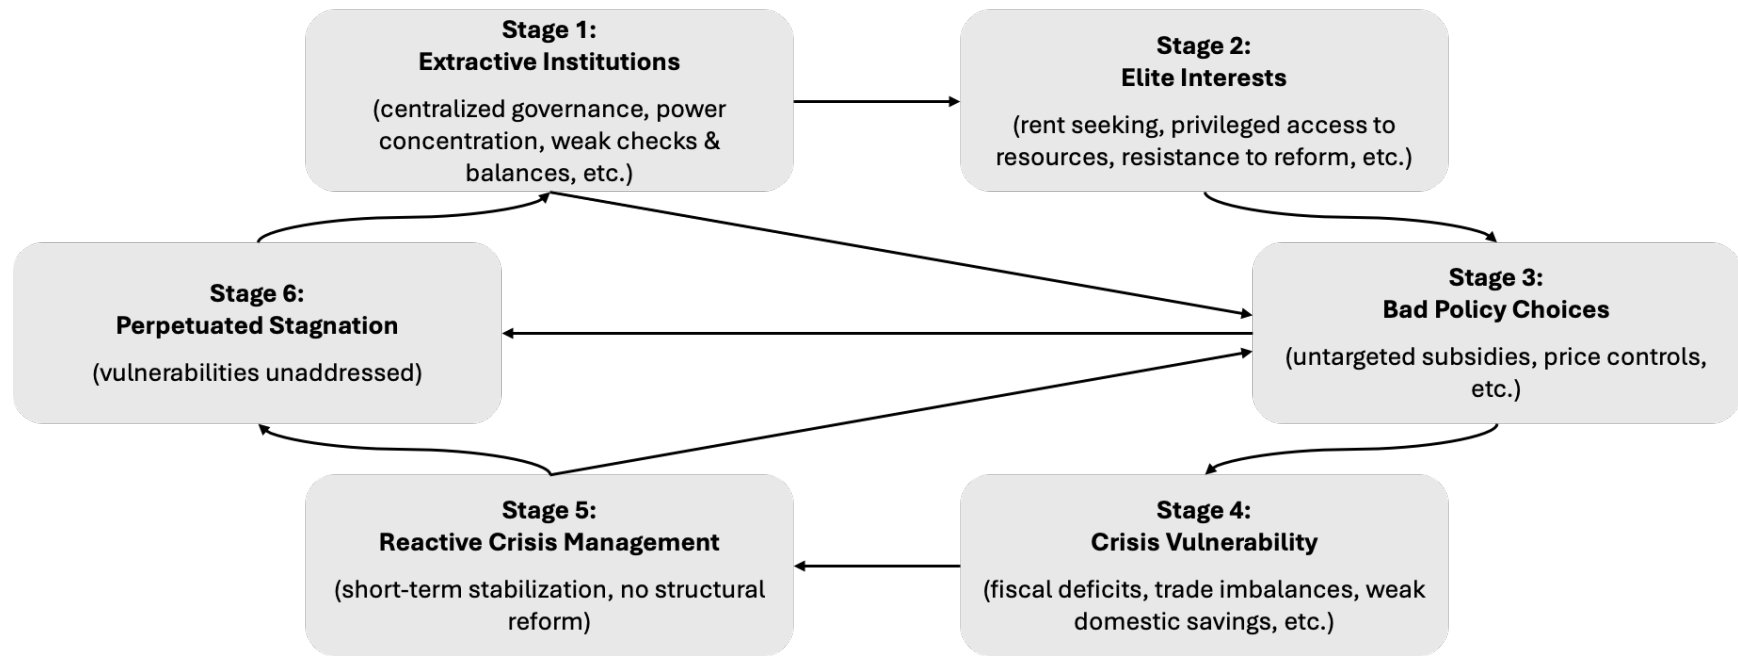 Stage 1:
Extractive Institutions
(centralized governance, power
concentration, weak checks &
balances, etc.)
Stage 2:
Elite Interests
(rent seeking, privileged access to
resources, resistance to reform, etc.)
Stage 6:
Perpetuated Stagnation
(vulnerabilities unaddressed)
Stage 3:
Bad Policy Choices
(untargeted subsidies, price controls,
etc.)
Stage 5:
Reactive Crisis Management
(short-term stabilization, no structural
reform)
Stage 4:
Crisis Vulnerability
(fiscal deficits, trade imbalances, weak
domestic savings, etc.)